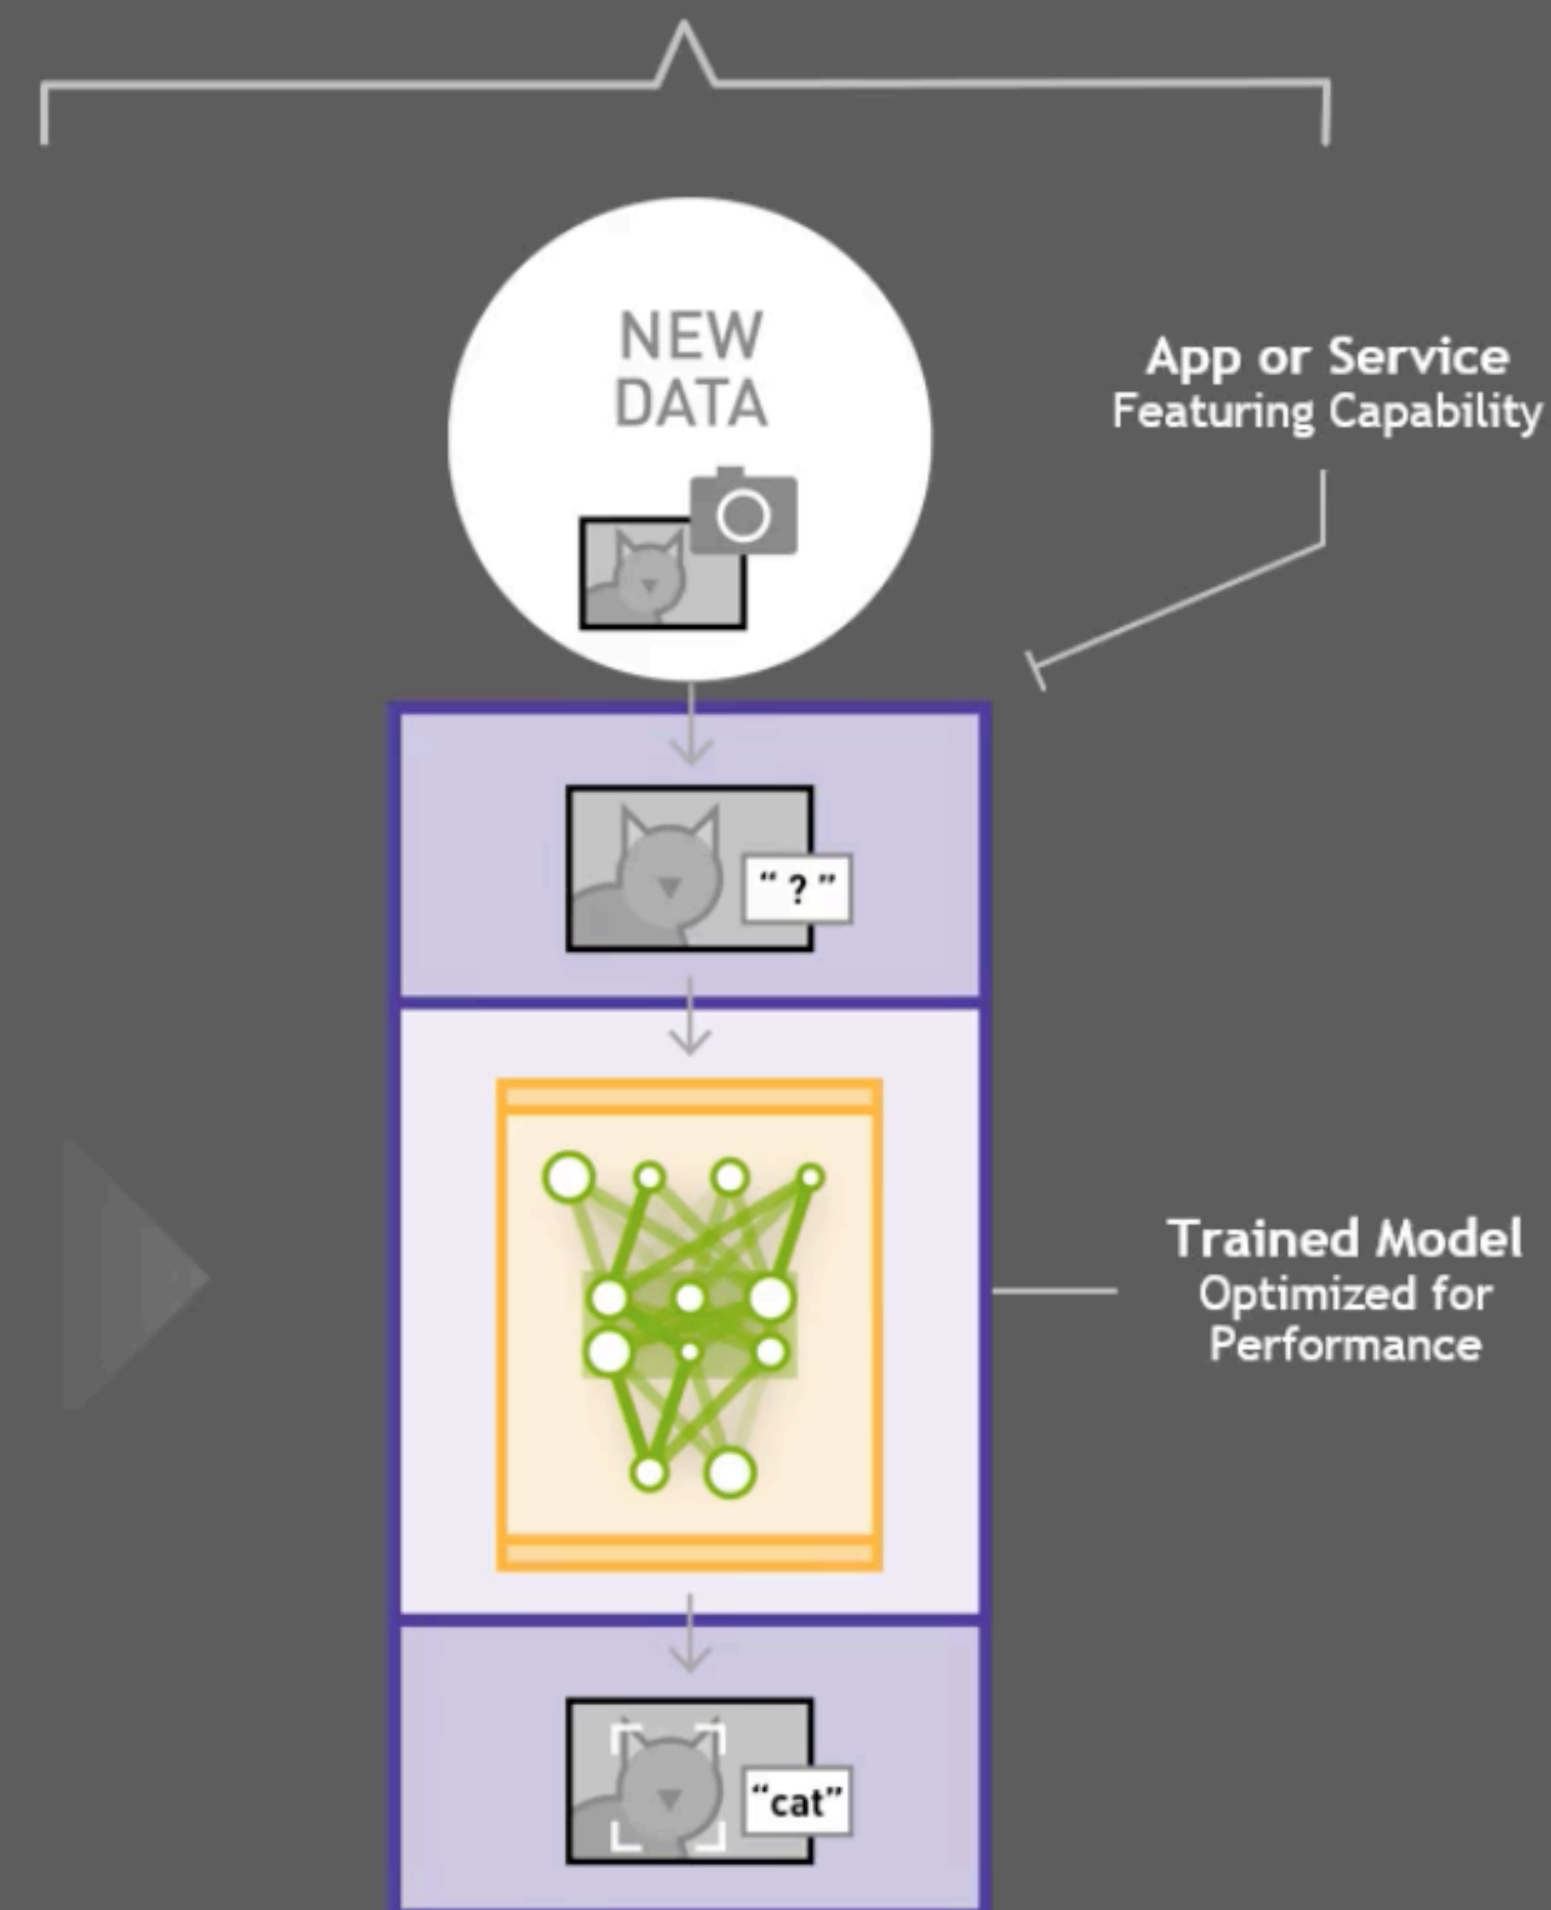 NEW
DATA
App or Service
Featuring Capability
“ ? ”
Trained Model
Optimized for
Performance
“cat”